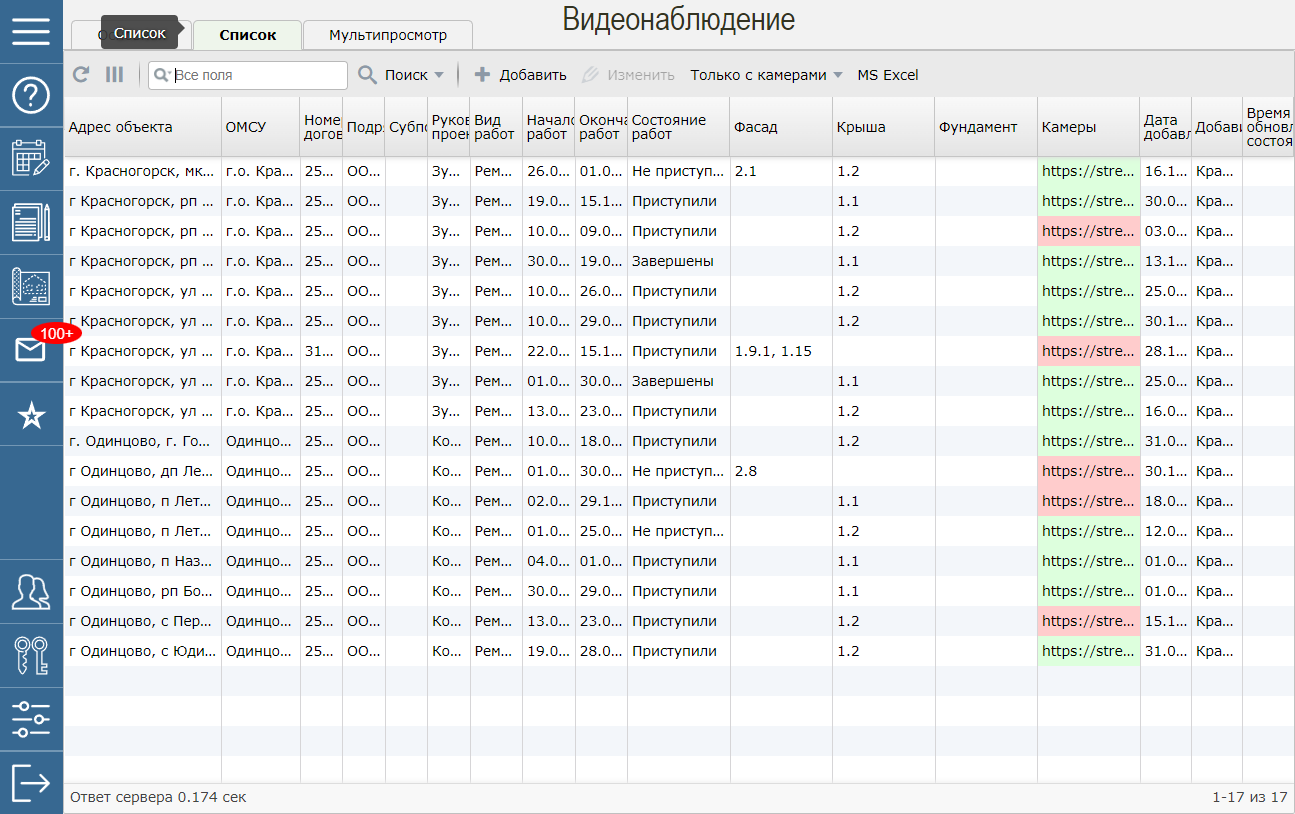 Видеонаблюдение
Список
Список
Мультипросмотр
Все поля
Поиск
Добавить
Изменить
Только с камерами
MS Excel
Адрес объекта ОМСУ Номе догов Подр Субпо Руков проек Вид работ Начало работ Оконча работ Состояние работ Фасад Крыша Фундамент Камеры Дата добавл Добави Время обновл состоя
г. Красногорск, мк... г.о. Кра... 25... ОО... Зу... Рем... 26.0... 01.0... Не приступ... 2.1 1.2 https://stre... 16.1... Кра...
г Красногорск, рп ... г.о. Кра... 25... ОО... Зу... Рем... 19.0... 15.1... Приступили 1.1 https://stre... 30.0... Кра...
г Красногорск, рп ... г.о. Кра... 25... ОО... Зу... Рем... 10.0... 09.0... Приступили 1.2 https://stre... 03.0... Кра...
г Красногорск, рп ... г.о. Кра... 25... ОО... Зу... Рем... 30.0... 19.0... Завершены 1.1 https://stre... 13.1... Кра...
г Красногорск, ул ... г.о. Кра... 25... ОО... Зу... Рем... 10.0... 26.0... Приступили 1.2 https://stre... 25.0... Кра...
100+
г Красногорск, ул ... г.о. Кра... 25... ОО... Зу... Рем... 10.0... 29.0... Приступили 1.2 https://stre... 30.1... Кра...
г Красногорск, ул ... г.о. Кра... 31... ОО... Зу... Рем... 22.0... 15.1... Приступили 1.9.1, 1.15 https://stre... 28.1... Кра...
г Красногорск, ул ... г.о. Кра... 25... ОО... Зу... Рем... 01.0... 30.0... Завершены 1.1 https://stre... 25.0... Кра...
г Красногорск, ул ... г.о. Кра... 25... ОО... Зу... Рем... 13.0... 23.0... Приступили 1.2 https://stre... 16.0... Кра...
г. Одинцово, г. Го... Одинцо... 25... ОО... Ко... Рем... 10.0... 18.0... Приступили 1.2 https://stre... 31.0... Кра...
г Одинцово, дп Ле... Одинцо... 25... ОО... Ко... Рем... 01.0... 30.0... Не приступ... 2.8 https://stre... 30.1... Кра...
г Одинцово, п Лет... Одинцо... 25... ОО... Ко... Рем... 02.0... 29.1... Приступили 1.1 https://stre... 18.0... Кра...
г Одинцово, п Лет... Одинцо... 25... ОО... Ко... Рем... 01.0... 25.0... Не приступ... 1.2 https://stre... 12.0... Кра...
г Одинцово, п Наз... Одинцо... 25... ОО... Ко... Рем... 04.0... 01.0... Приступили 1.1 https://stre... 01.0... Кра...
г Одинцово, рп Бо... Одинцо... 25... ОО... Ко... Рем... 30.0... 29.0... Приступили 1.1 https://stre... 01.0... Кра...
г Одинцово, с Пер... Одинцо... 25... ОО... Ко... Рем... 13.0... 23.0... Приступили 1.2 https://stre... 15.1... Кра...
г Одинцово, с Юди... Одинцо... 25... ОО... Ко... Рем... 19.0... 28.0... Приступили 1.2 https://stre... 31.0... Кра...
Ответ сервера 0.174 сек
1-17 из 17